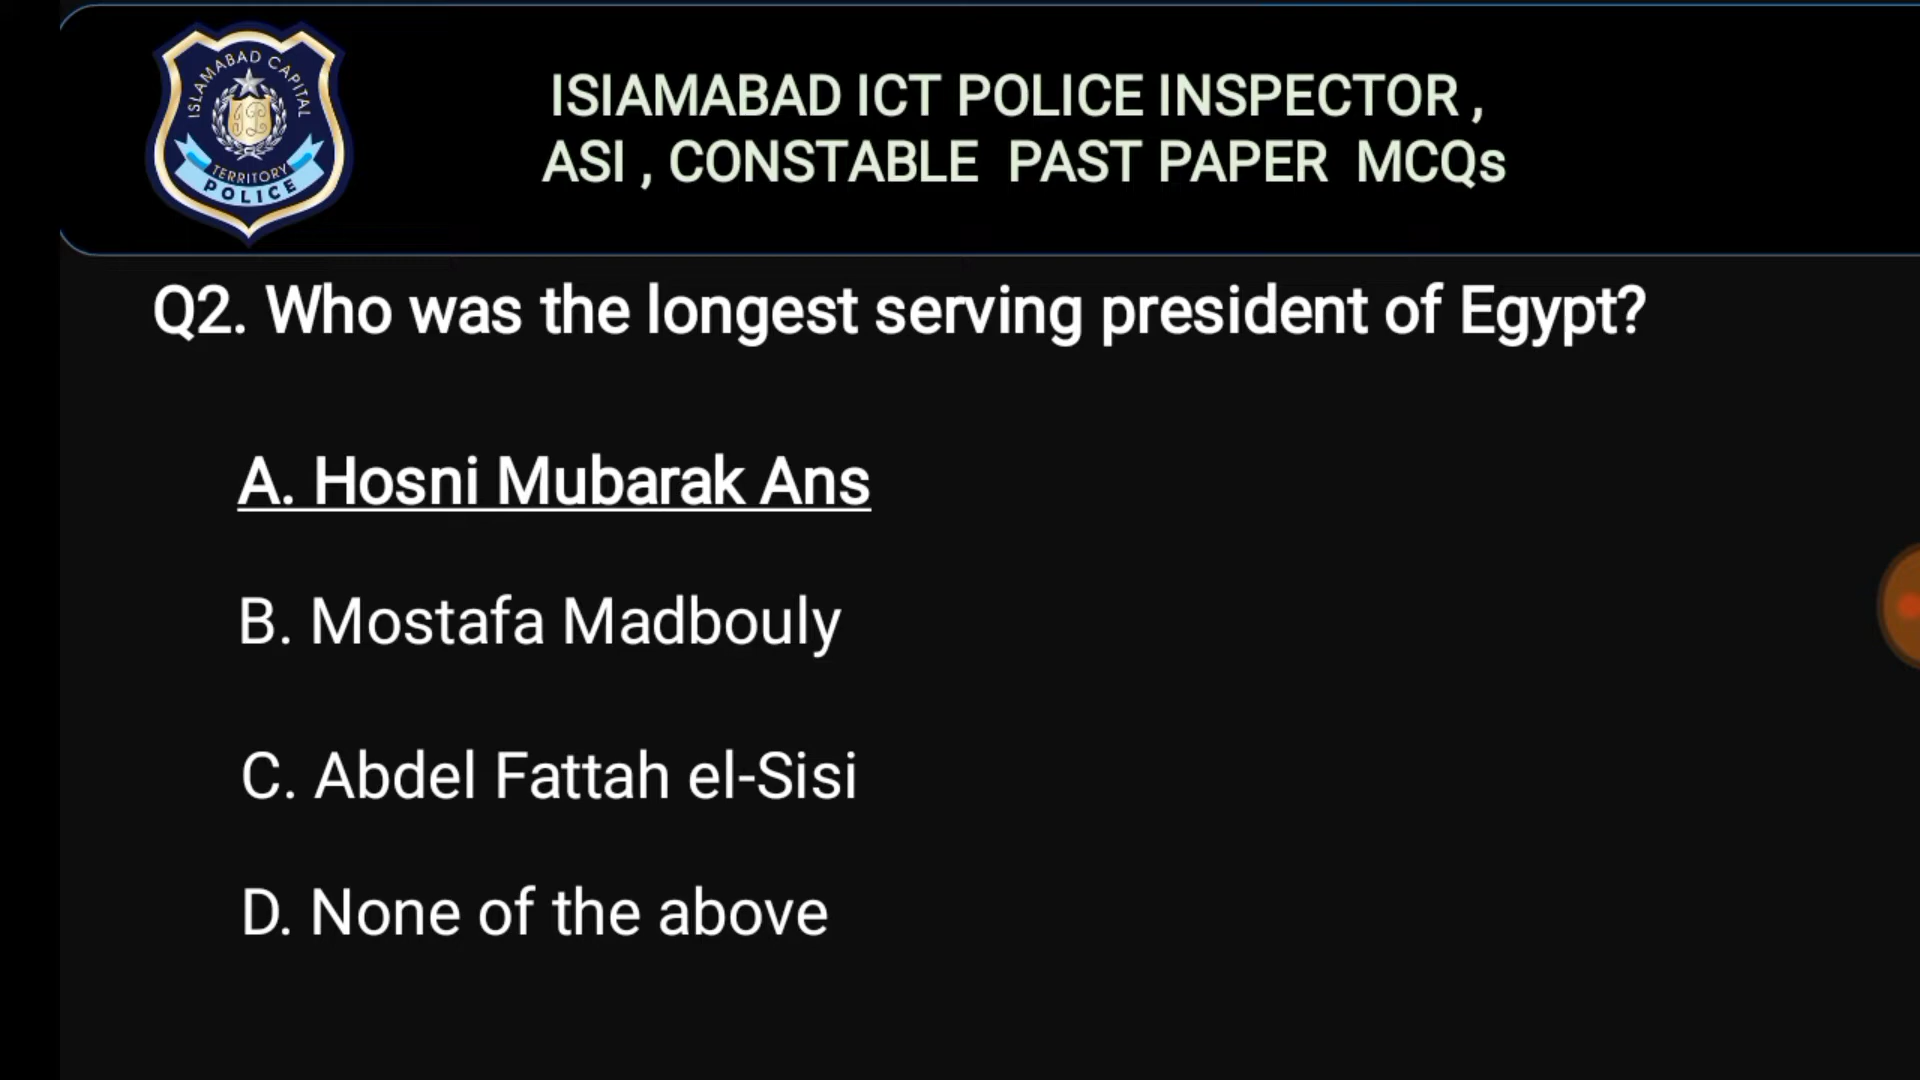 ISLAMABAD CAPITAL
TERRITORY
POLICE
ISIAMABAD ICT POLICE INSPECTOR ,
ASI , CONSTABLE PAST PAPER MCQs
Q2. Who was the longest serving president of Egypt?
A. Hosni Mubarak Ans
B. Mostafa Madbouly
C. Abdel Fattah el-Sisi
D. None of the above